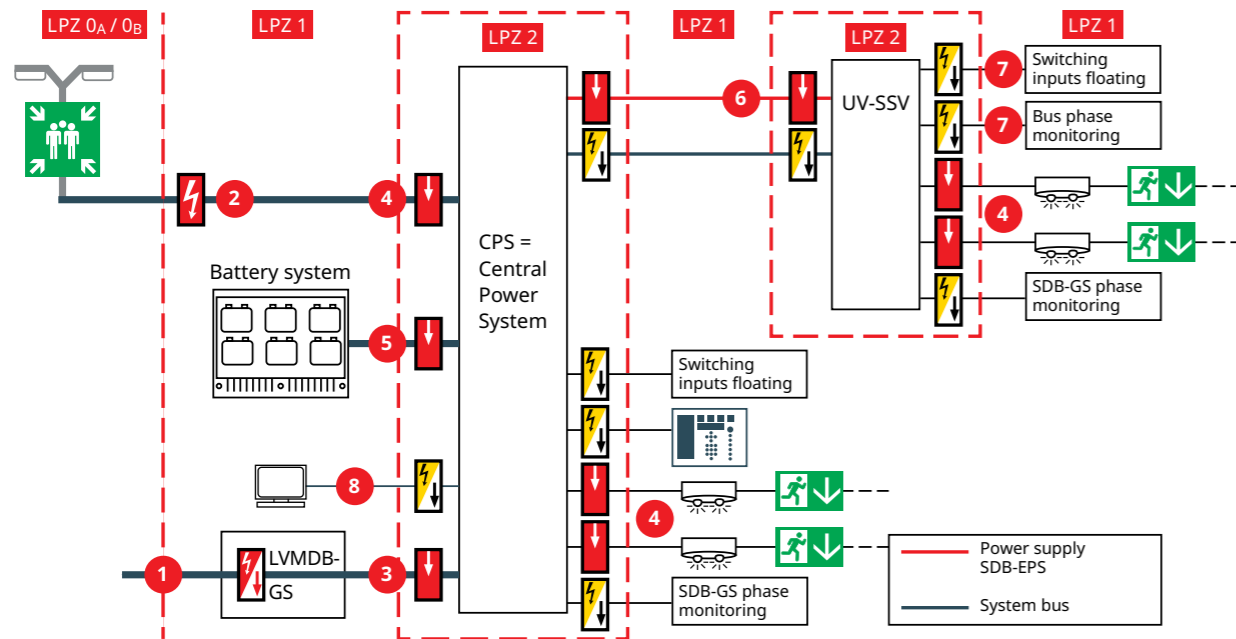 LPZ 0A / 0B
LPZ 1
LPZ 2
LPZ 1
LPZ 2
LPZ 1
7
Switching
inputs floating
6
UV-SSV
7
Bus phase
monitoring
2
4
4
CPS =
Central
Power
System
Battery system
SDB-GS phase
monitoring
5
Switching
inputs floating
8
4
1
LVMDB-
GS
3
SDB-GS phase
monitoring
Power supply
SDB-EPS
System bus